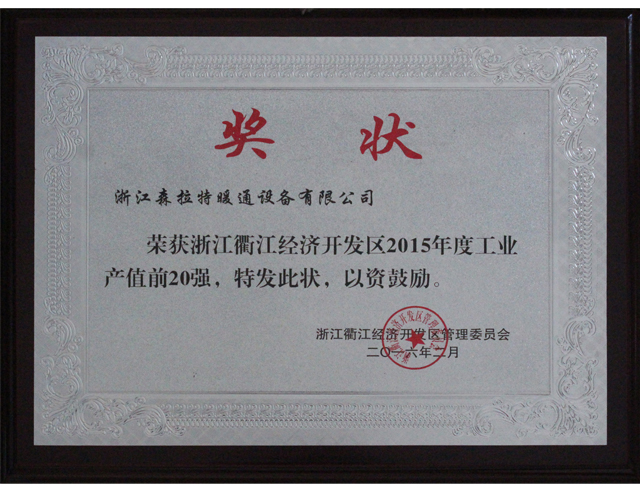 奖 状
浙江森拉特暖通设备有限公司
荣获浙江衢江经济开发区2015年度工业
产值前20强，特发此状，以资鼓励。
浙江衢江经济开发区管理委员会
二〇一六年二月